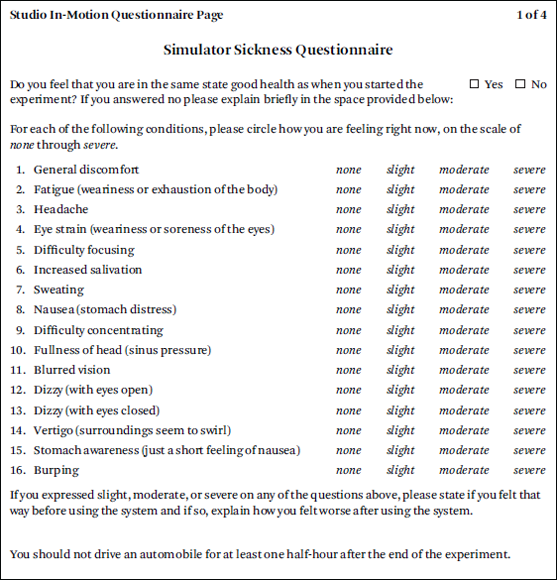 Studio In-Motion Questionnaire Page 1 of 4
Simulator Sickness Questionnaire
Do you feel that you are in the same state good health as when you started the ☐ Yes ☐ No
experiment? If you answered no please explain briefly in the space provided below:
For each of the following conditions, please circle how you are feeling right now, on the scale of
none through severe.
1. General discomfort none slight moderate severe
2. Fatigue (weariness or exhaustion of the body) none slight moderate severe
3. Headache none slight moderate severe
4. Eye strain (weariness or soreness of the eyes) none slight moderate severe
5. Difficulty focusing none slight moderate severe
6. Increased salivation none slight moderate severe
7. Sweating none slight moderate severe
8. Nausea (stomach distress) none slight moderate severe
9. Difficulty concentrating none slight moderate severe
10. Fullness of head (sinus pressure) none slight moderate severe
11. Blurred vision none slight moderate severe
12. Dizzy (with eyes open) none slight moderate severe
13. Dizzy (with eyes closed) none slight moderate severe
14. Vertigo (surroundings seem to swirl) none slight moderate severe
15. Stomach awareness (just a short feeling of nausea) none slight moderate severe
16. Burping none slight moderate severe
If you expressed slight, moderate, or severe on any of the questions above, please state if you felt that
way before using the system and if so, explain how you felt worse after using the system.
You should not drive an automobile for at least one half-hour after the end of the experiment.